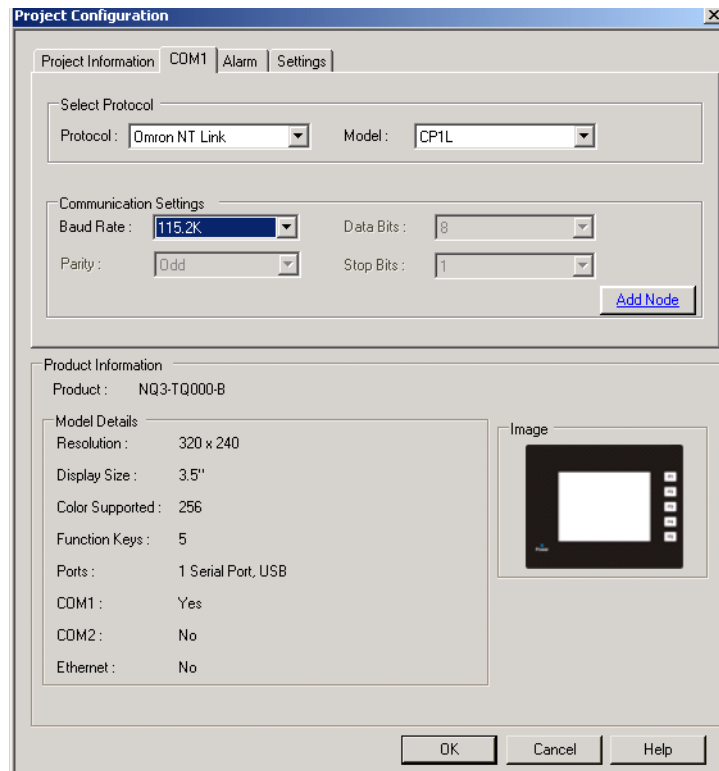 Project Configuration
Project Information COM1 Alarm Settings
Select Protocol
Protocol : Omron NT Link Model : CP1L
Communication Settings
Baud Rate : 115.2K Data Bits : 8
Parity : Odd Stop Bits : 1
Add Node
Product Information
Product : NQ3-TQ000-B
Model Details
Image
Resolution : 320 x 240
Display Size : 3.5"
Color Supported : 256
Function Keys : 5
Ports : 1 Serial Port, USB
COM1 : Yes
COM2 : No
Ethernet : No
OK Cancel Help